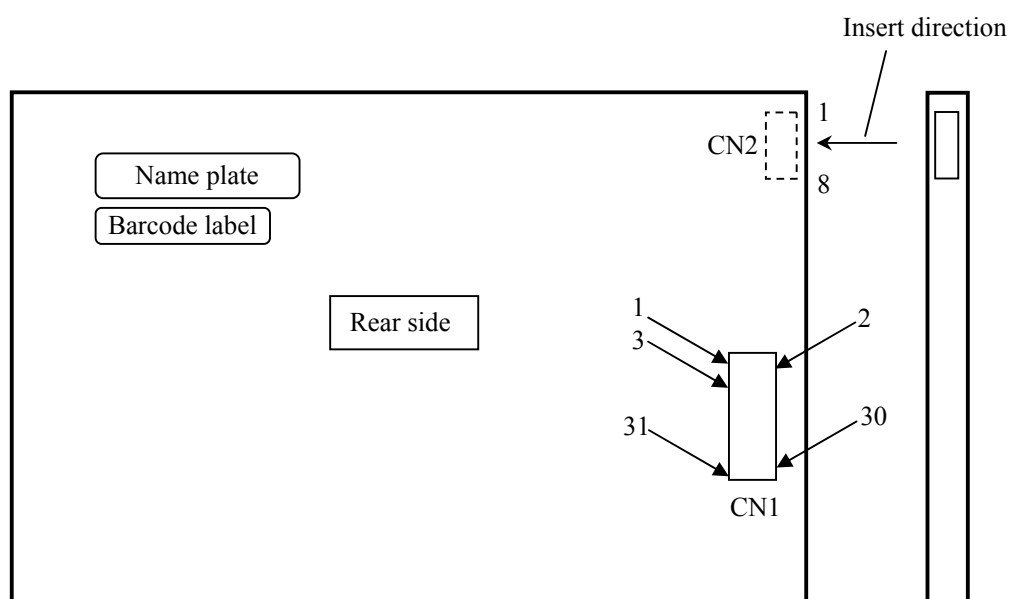 Insert direction
1
CN2
8
Name plate
Barcode label
Rear side
1
2
3
31
30
CN1